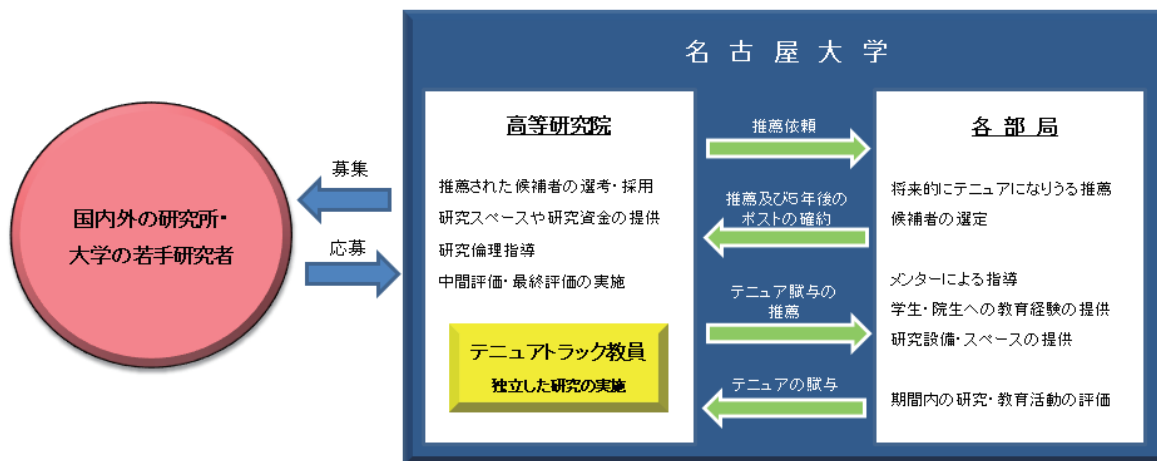 名古屋大学
国内外の研究所・
大学の若手研究者
募集
応募
高等研究院
推薦された候補者の選考・採用
研究スペースや研究資金の提供
研究倫理指導
中間評価・最終評価の実施
テニュアトラック教員
独立した研究の実施
推薦依頼
推薦及び5年後の
ポストの確約
テニュア賦与の
推薦
テニュアの賦与
各部局
将来的にテニュアになりうる推薦
候補者の選定
メンターによる指導
学生・院生への教育経験の提供
研究設備・スペースの提供
期間内の研究・教育活動の評価